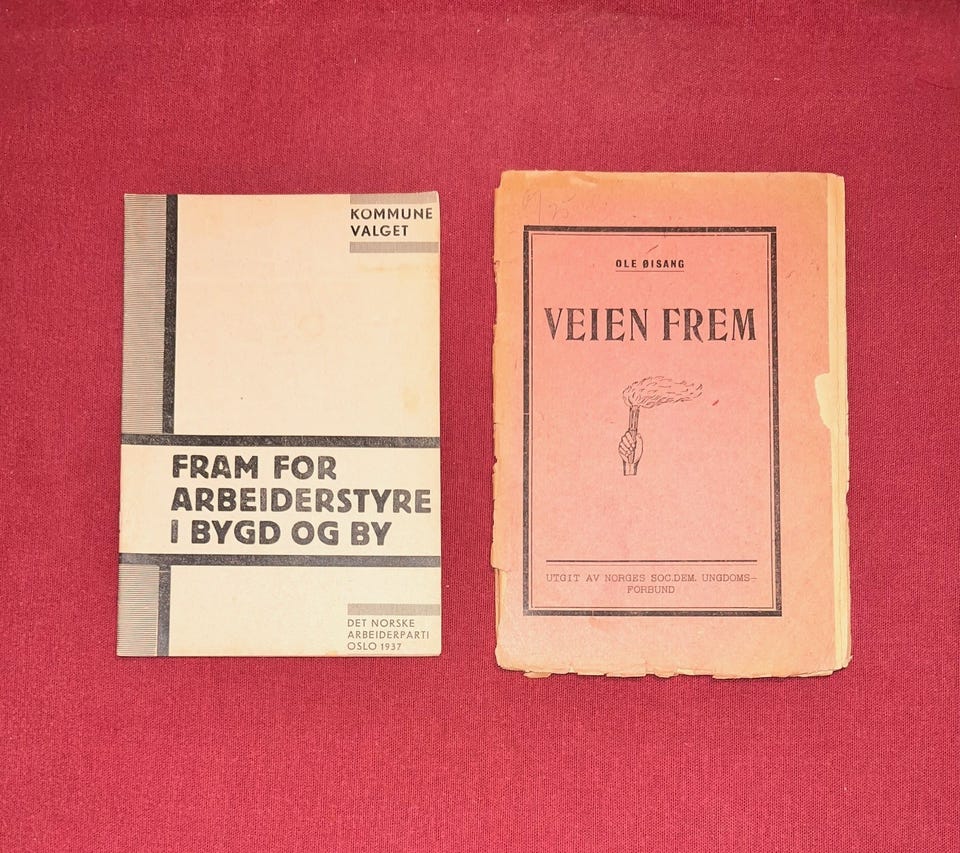 KOMMUNE
VALGET
FRAM FOR
ARBEIDERSTYRE
I BYGD OG BY
DET NORSKE
ARBEIDERPARTI
OSLO 1937
OLE ØISANG
VEIEN FREM
UTGIT AV NORGES SOC.DEM. UNGDOMS-
FORBUND